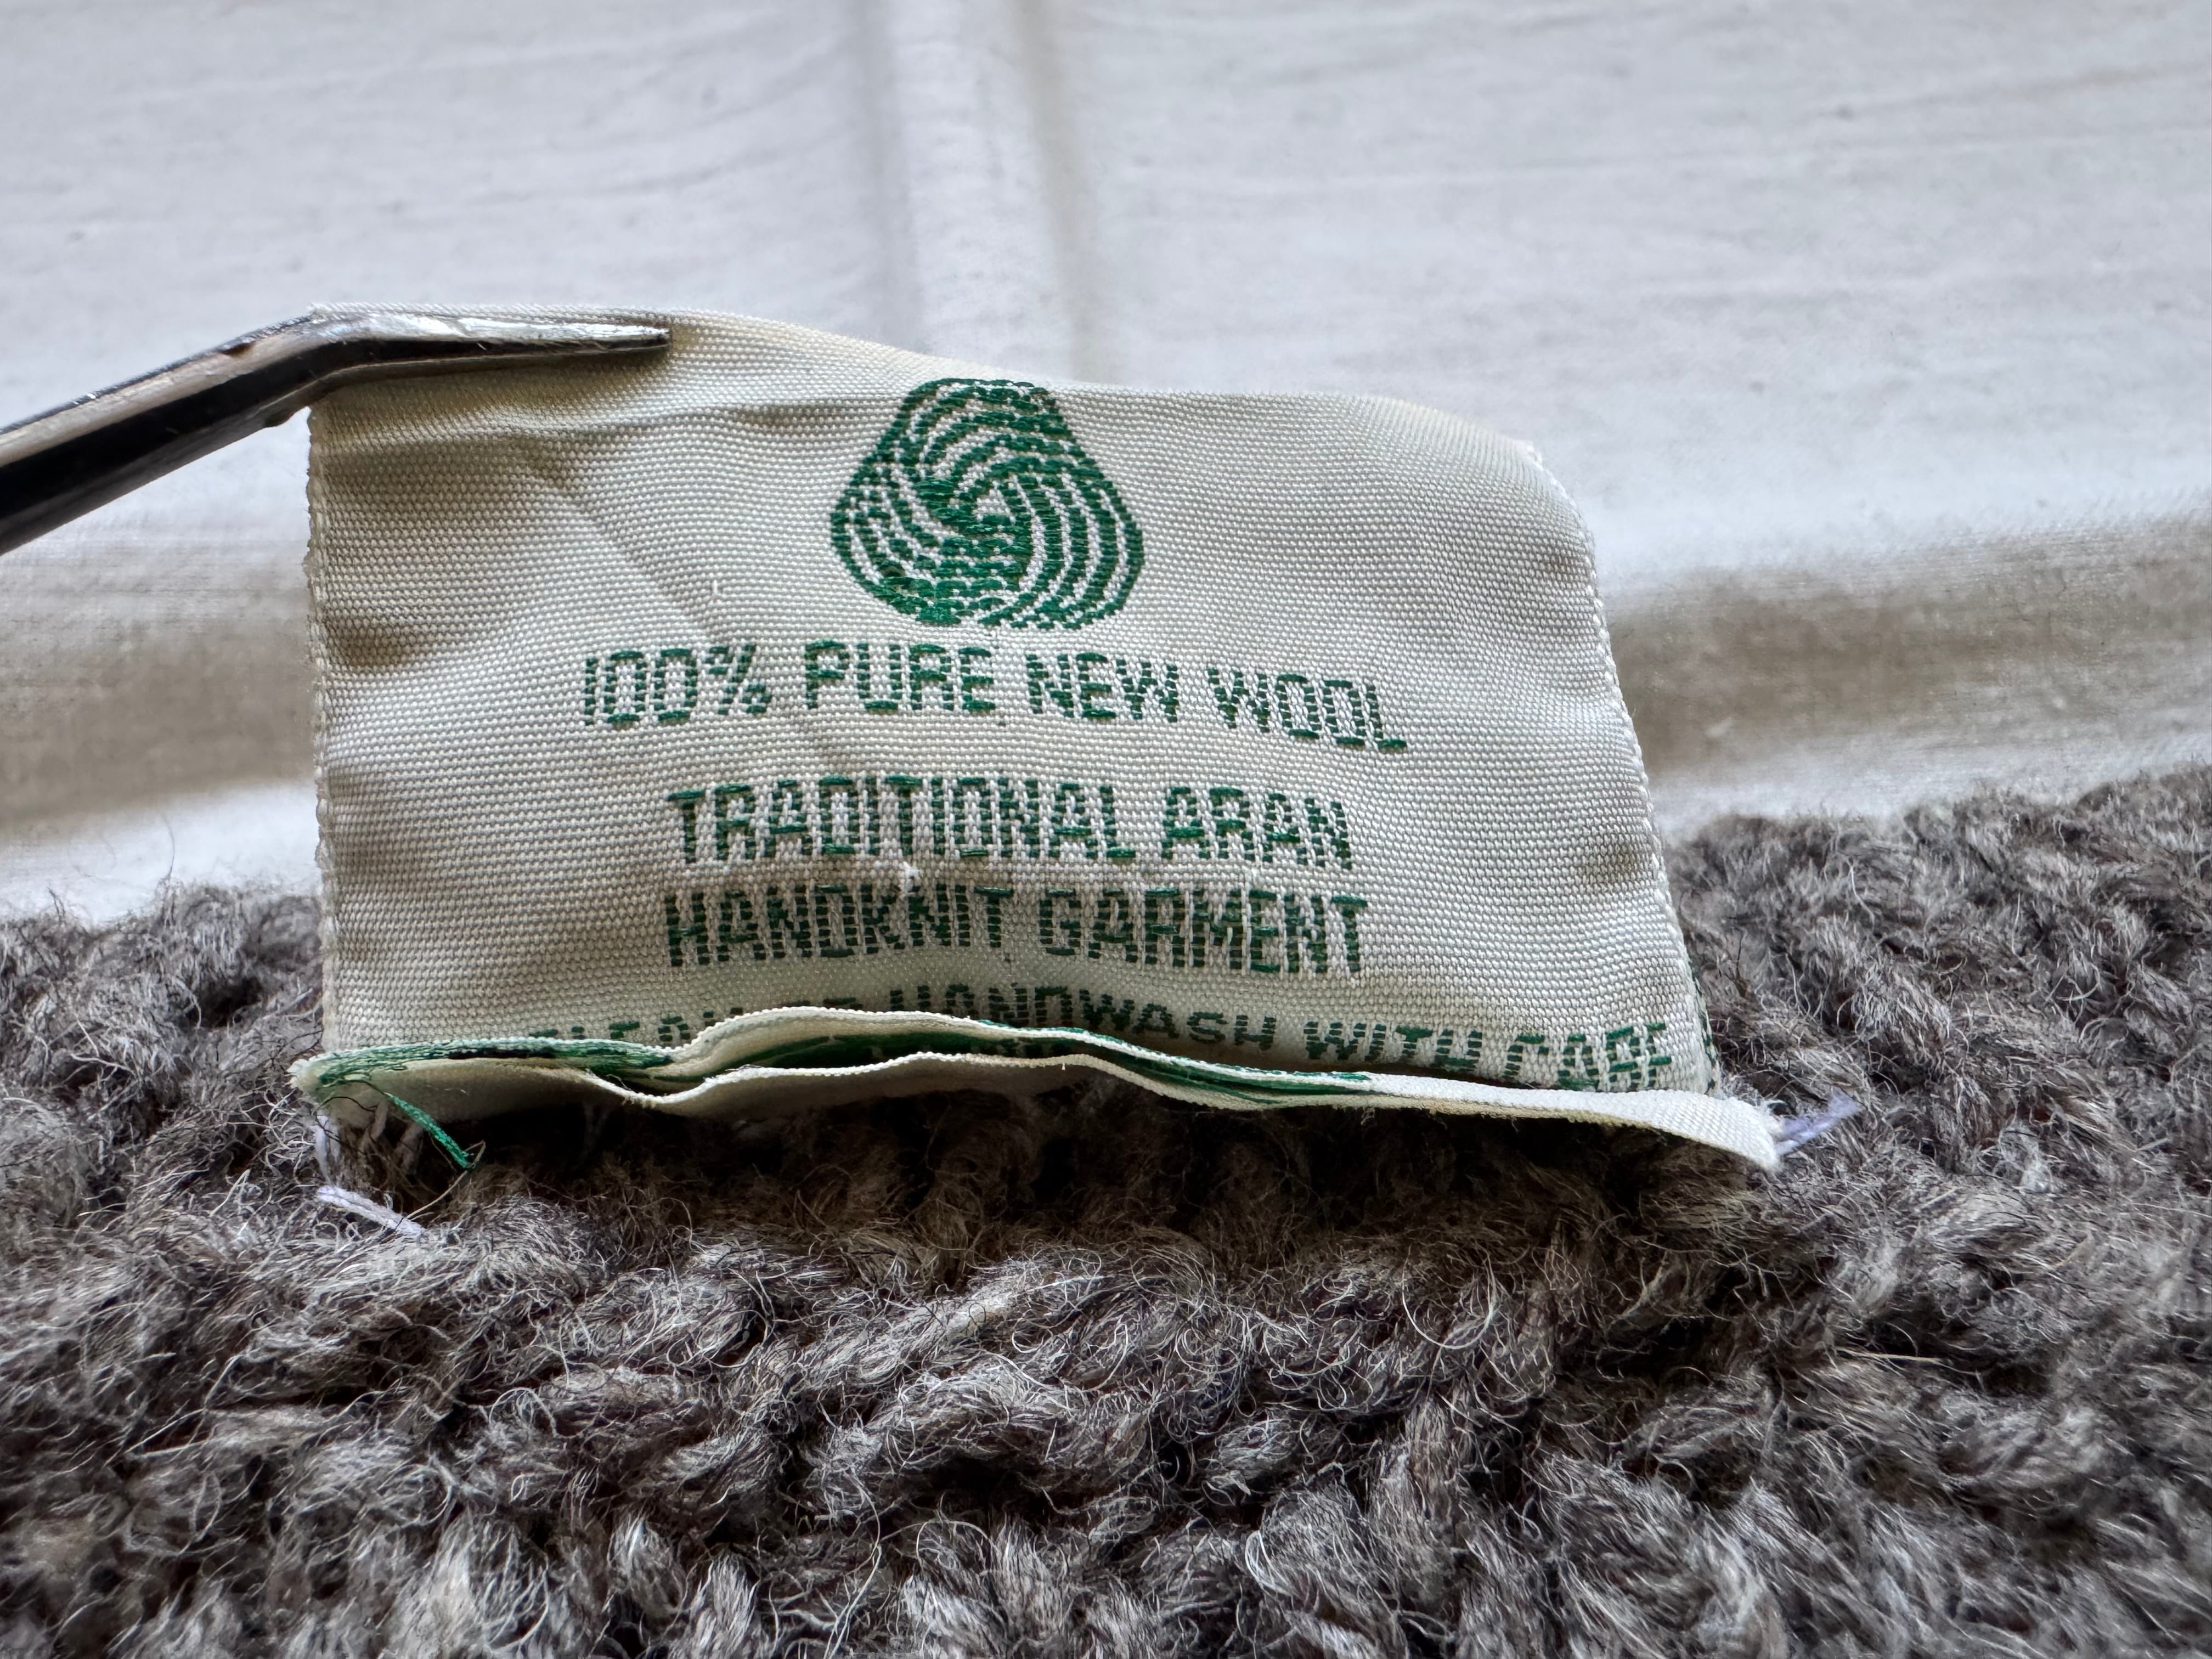 100% PURE NEW WOOL
TRADITIONAL ARAN
HANDKNIT GARMENT
HANDWASH WITH CARE